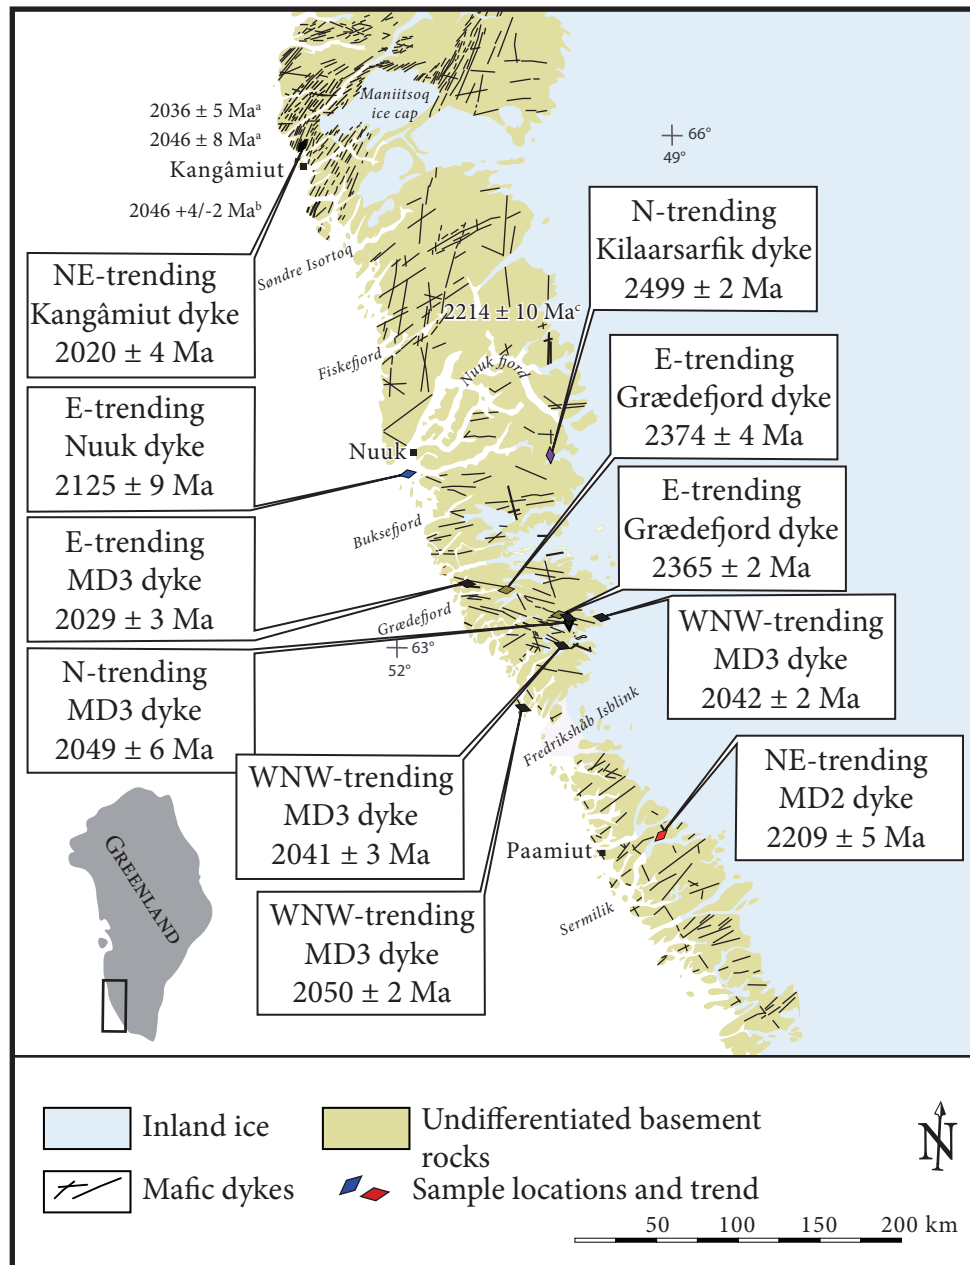 Maniitsoq
ice cap
2036 ± 5 Maᵃ
2046 ± 8 Maᵃ
Kangâmiut
2046 +4/-2 Maᵇ
66°
49°
N-trending
Kilaarsarfik dyke
2499 ± 2 Ma
NE-trending
Kangâmiut dyke
2020 ± 4 Ma
Søndre Isortoq
2214 ± 10 Maᶜ
Fiskefjord
Nuuk fjord
E-trending
Grædefjord dyke
2374 ± 4 Ma
E-trending
Nuuk dyke
2125 ± 9 Ma
Nuuk
E-trending
Grædefjord dyke
2365 ± 2 Ma
Buksefjord
E-trending
MD3 dyke
2029 ± 3 Ma
Grædefjord
63°
52°
WNW-trending
MD3 dyke
2042 ± 2 Ma
N-trending
MD3 dyke
2049 ± 6 Ma
Fredrikshåb Isblink
WNW-trending
MD3 dyke
2041 ± 3 Ma
NE-trending
MD2 dyke
2209 ± 5 Ma
Paamiut
GREENLAND
WNW-trending
MD3 dyke
2050 ± 2 Ma
Sermilik
Inland ice
Undifferentiated basement
rocks
Mafic dykes
Sample locations and trend
N
50 100 150 200 km